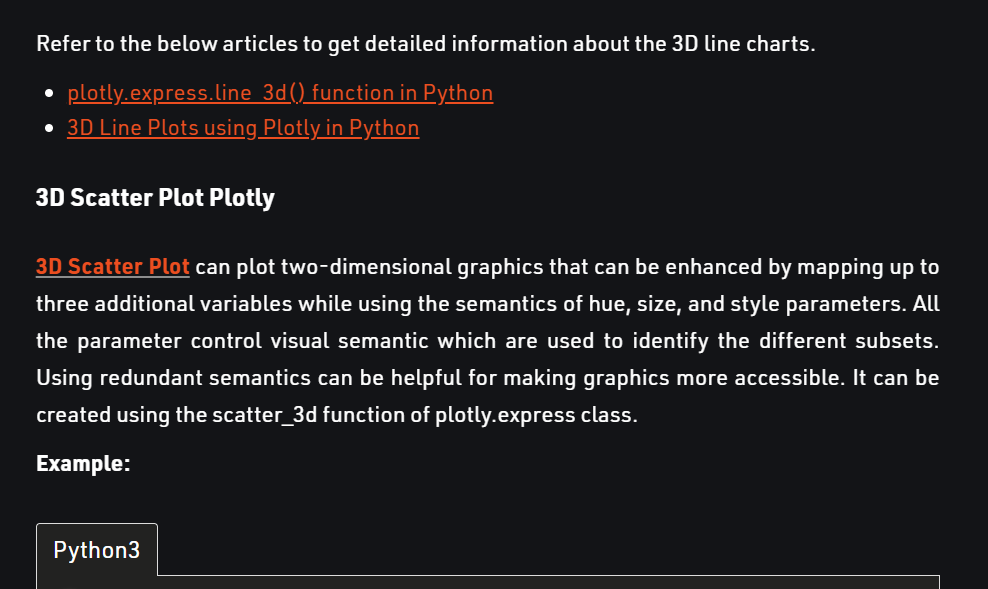 Refer to the below articles to get detailed information about the 3D line charts.
plotly.express.line_3d() function in Python
3D Line Plots using Plotly in Python
3D Scatter Plot Plotly
3D Scatter Plot can plot two-dimensional graphics that can be enhanced by mapping up to
three additional variables while using the semantics of hue, size, and style parameters. All
the parameter control visual semantic which are used to identify the different subsets.
Using redundant semantics can be helpful for making graphics more accessible. It can be
created using the scatter_3d function of plotly.express class.
Example:
Python3